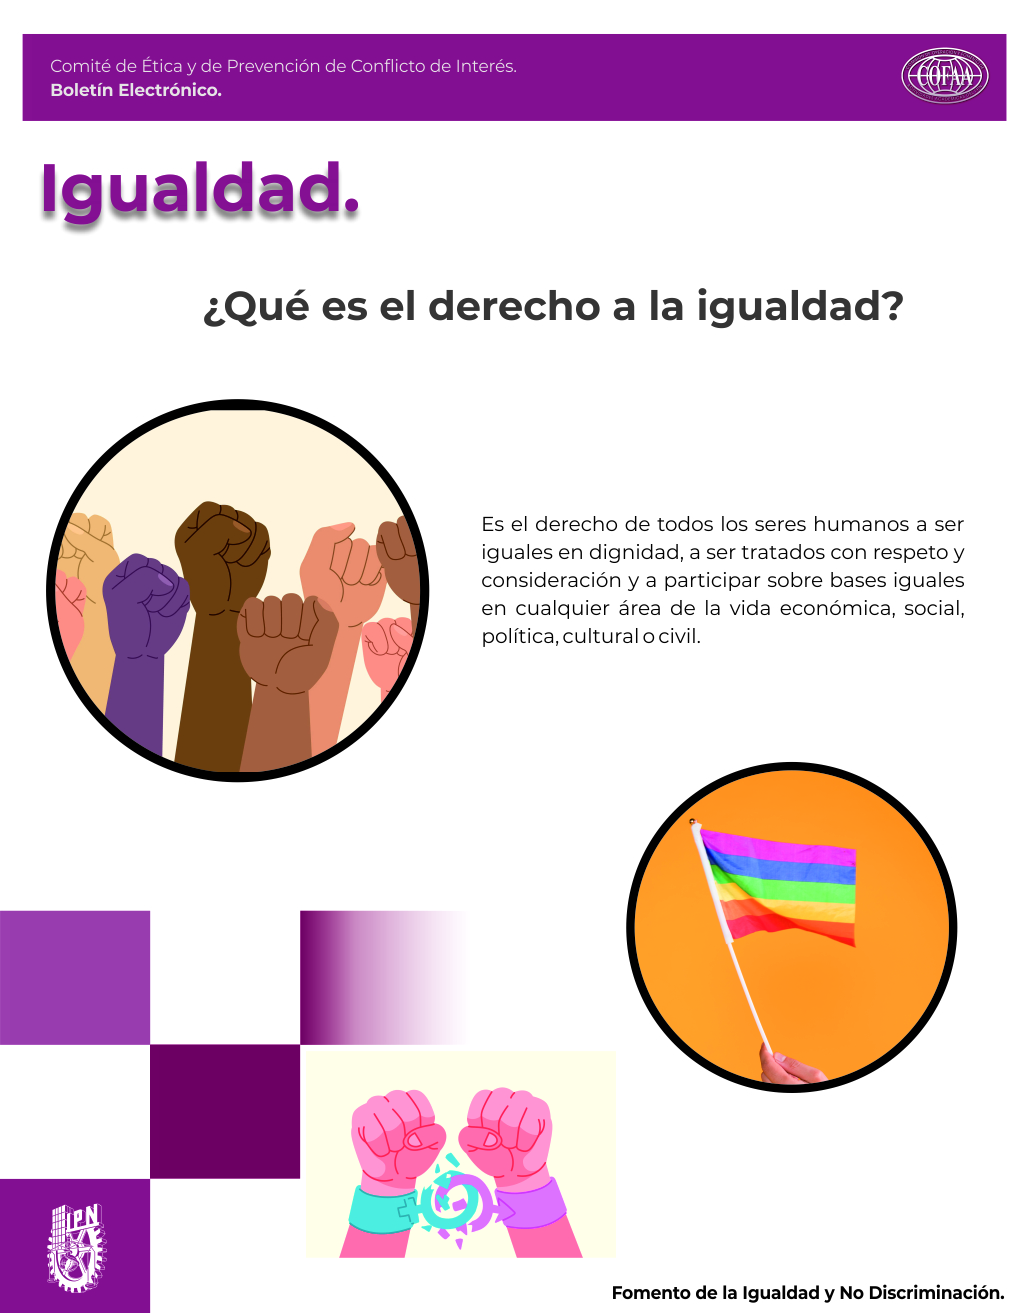 Comité de Ética y de Prevención de Conflicto de Interés.
Boletín Electrónico.
COFAA
Igualdad.
¿Qué es el derecho a la igualdad?
Es el derecho de todos los seres humanos a ser
iguales en dignidad, a ser tratados con respeto y
consideración y a participar sobre bases iguales
en cualquier área de la vida económica, social,
política, cultural o civil.
IPN
Fomento de la Igualdad y No Discriminación.